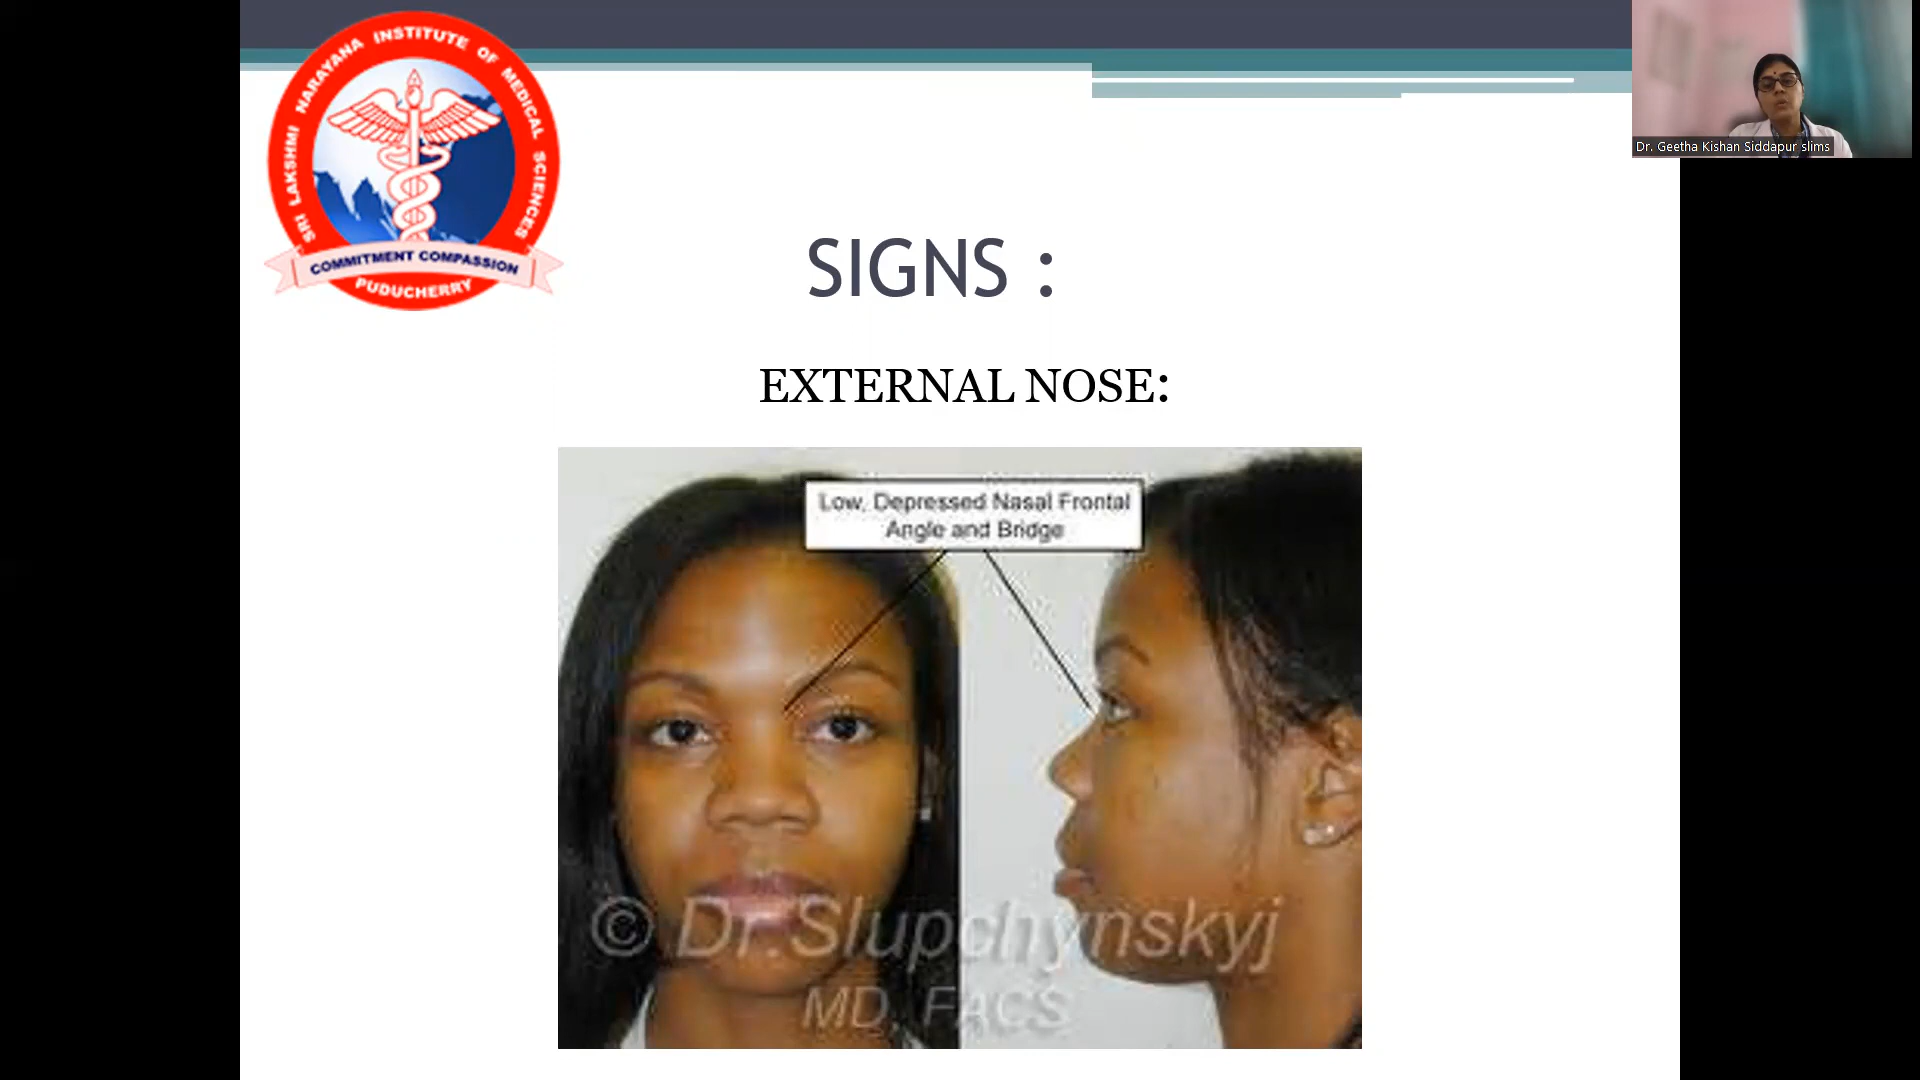 SRI LAKSHMI NARAYANA INSTITUTE OF MEDICAL SCIENCES
COMMITMENT COMPASSION
PUDUCHERRY
Dr. Geetha Kishan Siddapur slims
SIGNS :
EXTERNAL NOSE:
Low, Depressed Nasal Frontal
Angle and Bridge
© Dr.Slupchynskyj
MD, FACS